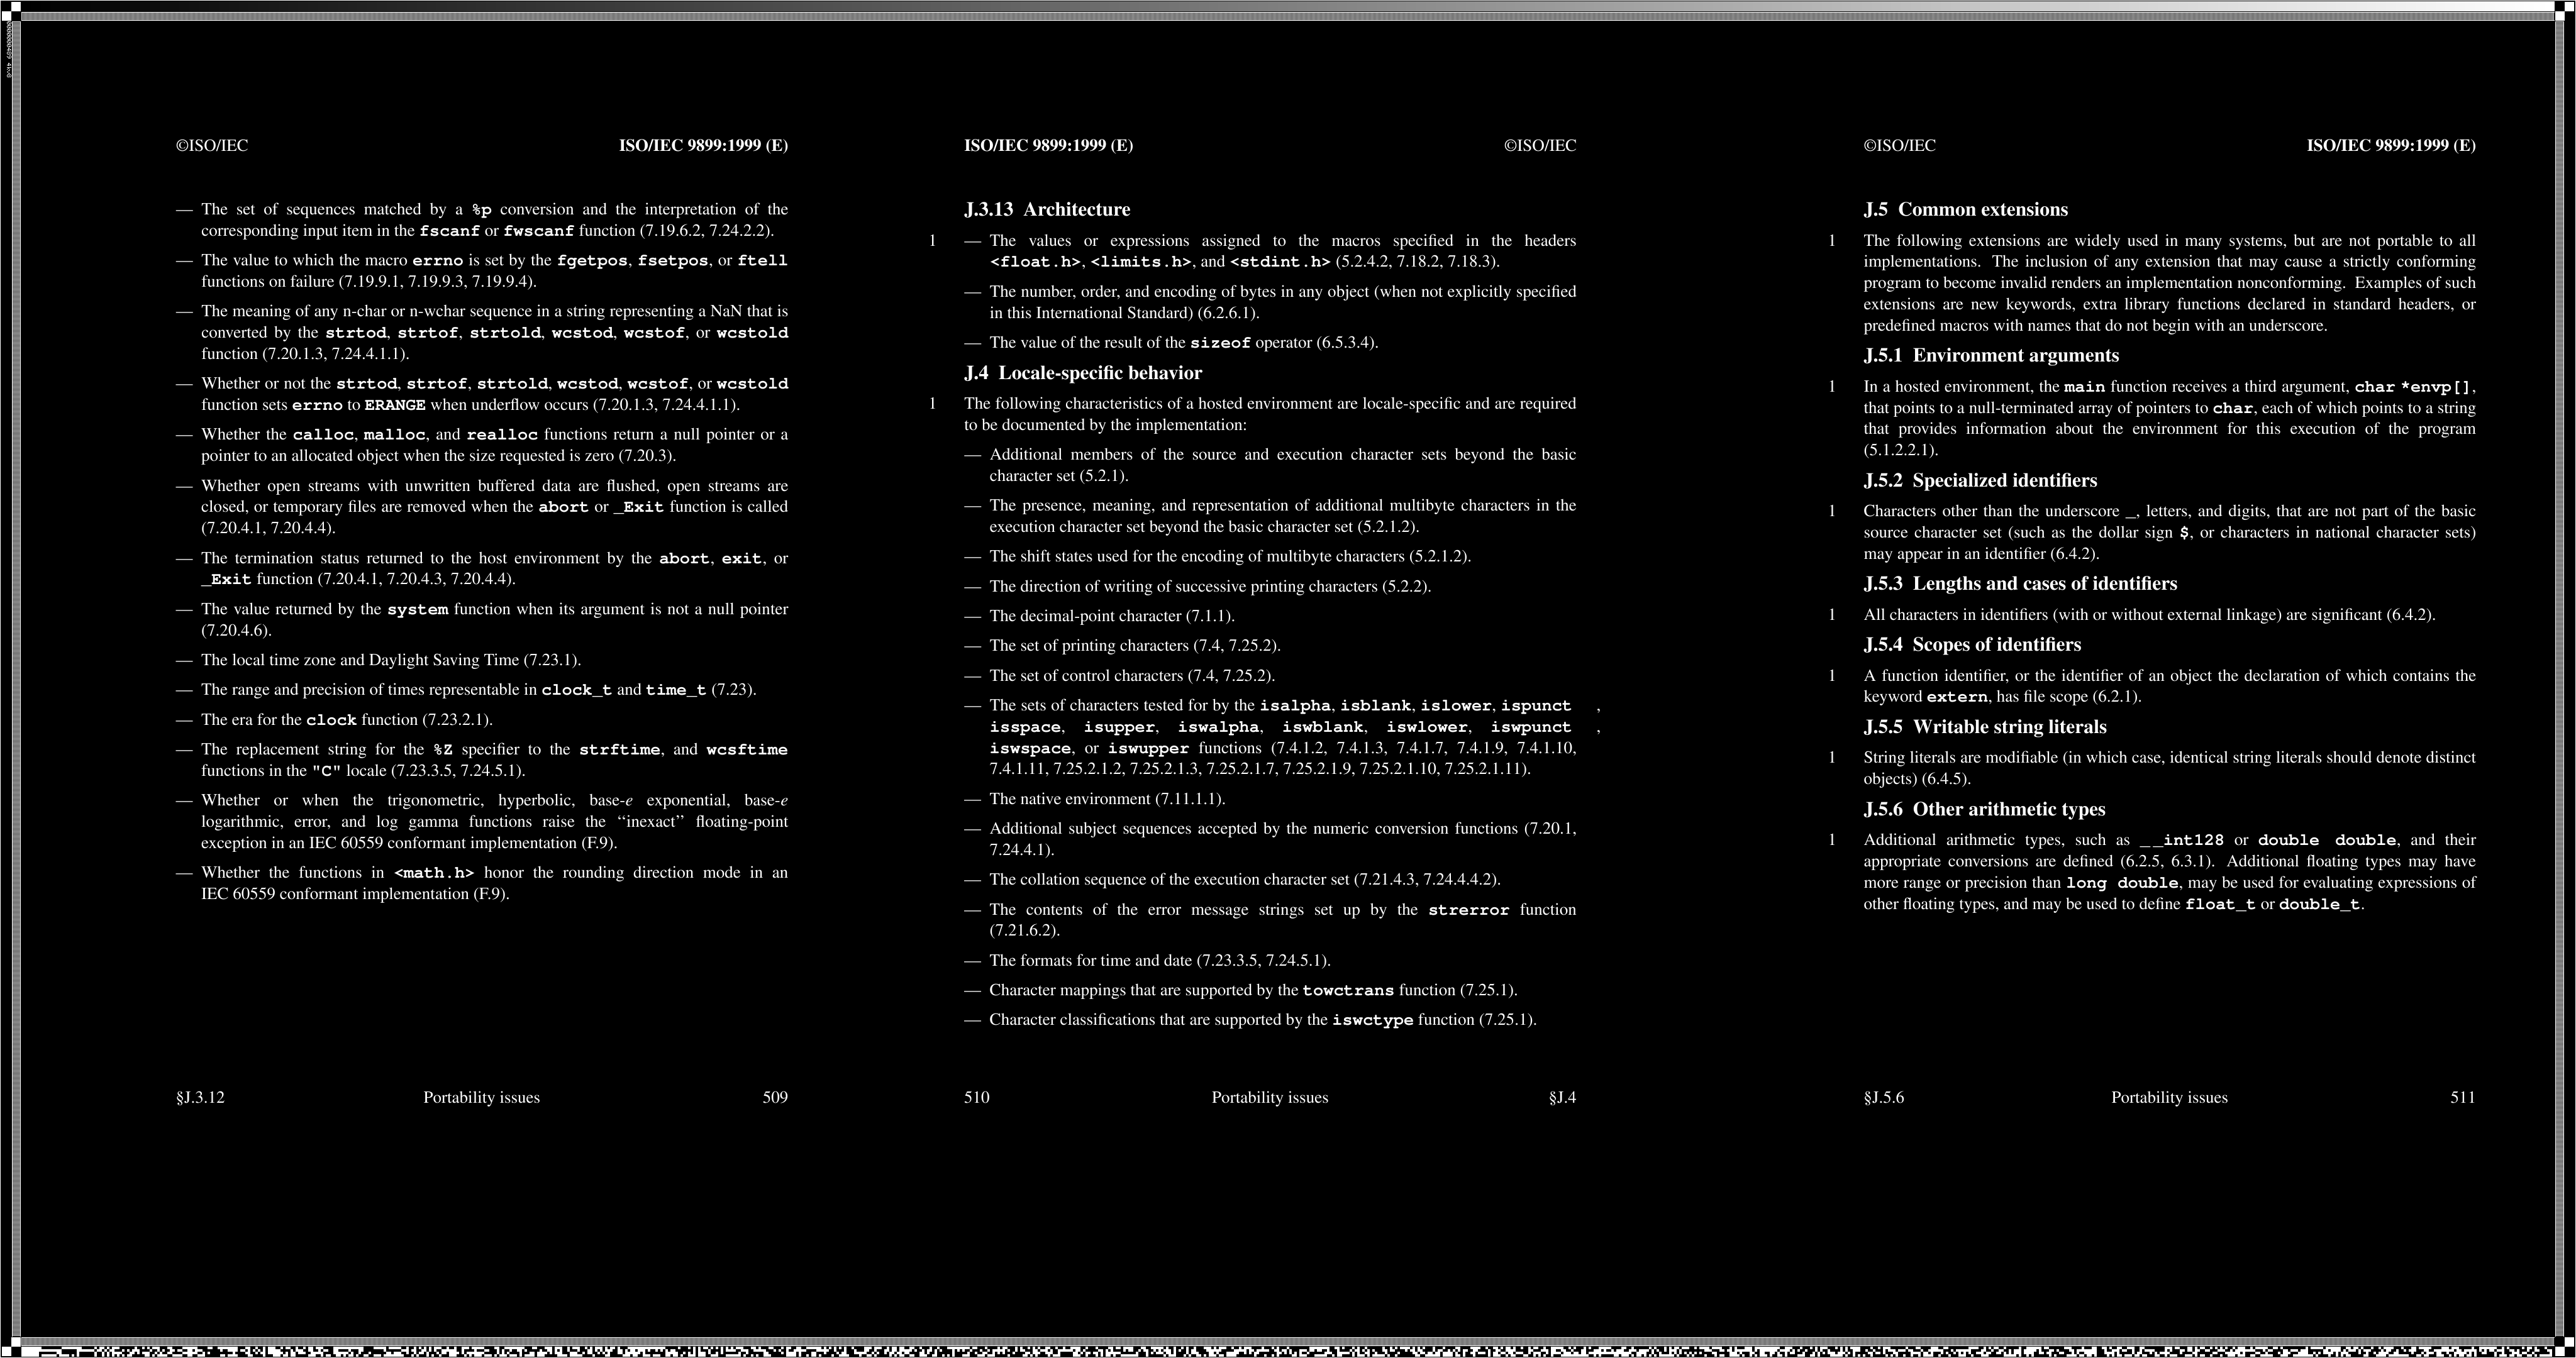 ©ISO/IEC ISO/IEC 9899:1999 (E)
— The set of sequences matched by a %p conversion and the interpretation of the
corresponding input item in the fscanf or fwscanf function (7.19.6.2, 7.24.2.2).
— The value to which the macro errno is set by the fgetpos, fsetpos, or ftell
functions on failure (7.19.9.1, 7.19.9.3, 7.19.9.4).
— The meaning of any n-char or n-wchar sequence in a string representing a NaN that is
converted by the strtod, strtof, strtold, wcstod, wcstof, or wcstold
function (7.20.1.3, 7.24.4.1.1).
— Whether or not the strtod, strtof, strtold, wcstod, wcstof, or wcstold
function sets errno to ERANGE when underflow occurs (7.20.1.3, 7.24.4.1.1).
— Whether the calloc, malloc, and realloc functions return a null pointer or a
pointer to an allocated object when the size requested is zero (7.20.3).
— Whether open streams with unwritten buffered data are flushed, open streams are
closed, or temporary files are removed when the abort or _Exit function is called
(7.20.4.1, 7.20.4.4).
— The termination status returned to the host environment by the abort, exit, or
_Exit function (7.20.4.1, 7.20.4.3, 7.20.4.4).
— The value returned by the system function when its argument is not a null pointer
(7.20.4.6).
— The local time zone and Daylight Saving Time (7.23.1).
— The range and precision of times representable in clock_t and time_t (7.23).
— The era for the clock function (7.23.2.1).
— The replacement string for the %Z specifier to the strftime, and wcsftime
functions in the "C" locale (7.23.3.5, 7.24.5.1).
— Whether or when the trigonometric, hyperbolic, base-e exponential, base-e
logarithmic, error, and log gamma functions raise the ‘‘inexact’’ floating-point
exception in an IEC 60559 conformant implementation (F.9).
— Whether the functions in <math.h> honor the rounding direction mode in an
IEC 60559 conformant implementation (F.9).
§J.3.12 Portability issues 509
ISO/IEC 9899:1999 (E) ©ISO/IEC
J.3.13 Architecture
1 — The values or expressions assigned to the macros specified in the headers
<float.h>, <limits.h>, and <stdint.h> (5.2.4.2, 7.18.2, 7.18.3).
— The number, order, and encoding of bytes in any object (when not explicitly specified
in this International Standard) (6.2.6.1).
— The value of the result of the sizeof operator (6.5.3.4).
J.4 Locale-specific behavior
1 The following characteristics of a hosted environment are locale-specific and are required
to be documented by the implementation:
— Additional members of the source and execution character sets beyond the basic
character set (5.2.1).
— The presence, meaning, and representation of additional multibyte characters in the
execution character set beyond the basic character set (5.2.1.2).
— The shift states used for the encoding of multibyte characters (5.2.1.2).
— The direction of writing of successive printing characters (5.2.2).
— The decimal-point character (7.1.1).
— The set of printing characters (7.4, 7.25.2).
— The set of control characters (7.4, 7.25.2).
— The sets of characters tested for by the isalpha, isblank, islower, ispunct ,
isspace, isupper, iswalpha, iswblank, iswlower, iswpunct ,
iswspace, or iswupper functions (7.4.1.2, 7.4.1.3, 7.4.1.7, 7.4.1.9, 7.4.1.10,
7.4.1.11, 7.25.2.1.2, 7.25.2.1.3, 7.25.2.1.7, 7.25.2.1.9, 7.25.2.1.10, 7.25.2.1.11).
— The native environment (7.11.1.1).
— Additional subject sequences accepted by the numeric conversion functions (7.20.1,
7.24.4.1).
— The collation sequence of the execution character set (7.21.4.3, 7.24.4.4.2).
— The contents of the error message strings set up by the strerror function
(7.21.6.2).
— The formats for time and date (7.23.3.5, 7.24.5.1).
— Character mappings that are supported by the towctrans function (7.25.1).
— Character classifications that are supported by the iswctype function (7.25.1).
510 Portability issues §J.4
©ISO/IEC ISO/IEC 9899:1999 (E)
J.5 Common extensions
1 The following extensions are widely used in many systems, but are not portable to all
implementations. The inclusion of any extension that may cause a strictly conforming
program to become invalid renders an implementation nonconforming. Examples of such
extensions are new keywords, extra library functions declared in standard headers, or
predefined macros with names that do not begin with an underscore.
J.5.1 Environment arguments
1 In a hosted environment, the main function receives a third argument, char *envp[],
that points to a null-terminated array of pointers to char, each of which points to a string
that provides information about the environment for this execution of the program
(5.1.2.2.1).
J.5.2 Specialized identifiers
1 Characters other than the underscore _, letters, and digits, that are not part of the basic
source character set (such as the dollar sign $, or characters in national character sets)
may appear in an identifier (6.4.2).
J.5.3 Lengths and cases of identifiers
1 All characters in identifiers (with or without external linkage) are significant (6.4.2).
J.5.4 Scopes of identifiers
1 A function identifier, or the identifier of an object the declaration of which contains the
keyword extern, has file scope (6.2.1).
J.5.5 Writable string literals
1 String literals are modifiable (in which case, identical string literals should denote distinct
objects) (6.4.5).
J.5.6 Other arithmetic types
1 Additional arithmetic types, such as __int128 or double double, and their
appropriate conversions are defined (6.2.5, 6.3.1). Additional floating types may have
more range or precision than long double, may be used for evaluating expressions of
other floating types, and may be used to define float_t or double_t.
§J.5.6 Portability issues 511